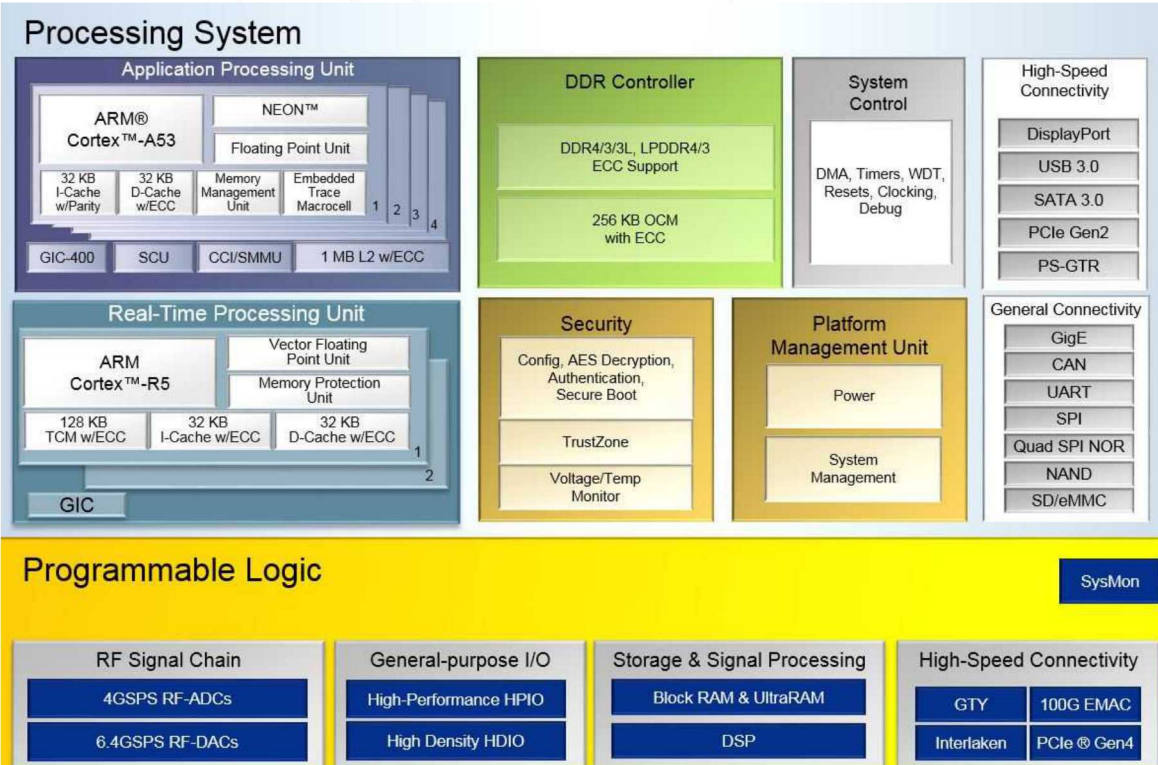 Processing System
Application Processing Unit
ARM®
Cortex™-A53
NEON™
Floating Point Unit
32 KB
I-Cache
w/Parity
32 KB
D-Cache
w/ECC
Memory
Management
Unit
Embedded
Trace
Macrocell
1
2
3
4
GIC-400
SCU
CCI/SMMU
1 MB L2 w/ECC
DDR Controller
DDR4/3/3L, LPDDR4/3
ECC Support
256 KB OCM
with ECC
System
Control
DMA, Timers, WDT,
Resets, Clocking,
Debug
High-Speed
Connectivity
DisplayPort
USB 3.0
SATA 3.0
PCIe Gen2
PS-GTR
Real-Time Processing Unit
ARM
Cortex™-R5
Vector Floating
Point Unit
Memory Protection
Unit
128 KB
TCM w/ECC
32 KB
I-Cache w/ECC
32 KB
D-Cache w/ECC
1
2
GIC
Security
Config, AES Decryption,
Authentication,
Secure Boot
TrustZone
Voltage/Temp
Monitor
Platform
Management Unit
Power
System
Management
General Connectivity
GigE
CAN
UART
SPI
Quad SPI NOR
NAND
SD/eMMC
Programmable Logic
SysMon
RF Signal Chain
4GSPS RF-ADCs
6.4GSPS RF-DACs
General-purpose I/O
High-Performance HPIO
High Density HDIO
Storage & Signal Processing
Block RAM & UltraRAM
DSP
High-Speed Connectivity
GTY
100G EMAC
Interlaken
PCIe ® Gen4